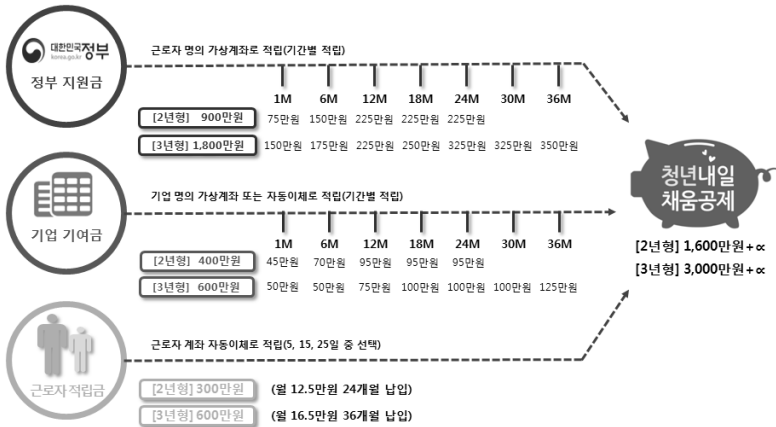 대한민국정부
korea.go.kr
정부 지원금
근로자 명의 가상계좌로 적립(기간별 적립)
1M 6M 12M 18M 24M 30M 36M
[2년형] 900만원 75만원 150만원 225만원 225만원 225만원
[3년형] 1,800만원 150만원 175만원 225만원 250만원 325만원 325만원 350만원
기업 기여금
기업 명의 가상계좌 또는 자동이체로 적립(기간별 적립)
1M 6M 12M 18M 24M 30M 36M
[2년형] 400만원 45만원 70만원 95만원 95만원 95만원
[3년형] 600만원 50만원 50만원 75만원 100만원 100만원 100만원 125만원
청년내일
채움공제
[2년형] 1,600만원+∝
[3년형] 3,000만원+∝
근로자 적립금
근로자 계좌 자동이체로 적립(5, 15, 25일 중 선택)
[2년형] 300만원 (월 12.5만원 24개월 납입)
[3년형] 600만원 (월 16.5만원 36개월 납입)